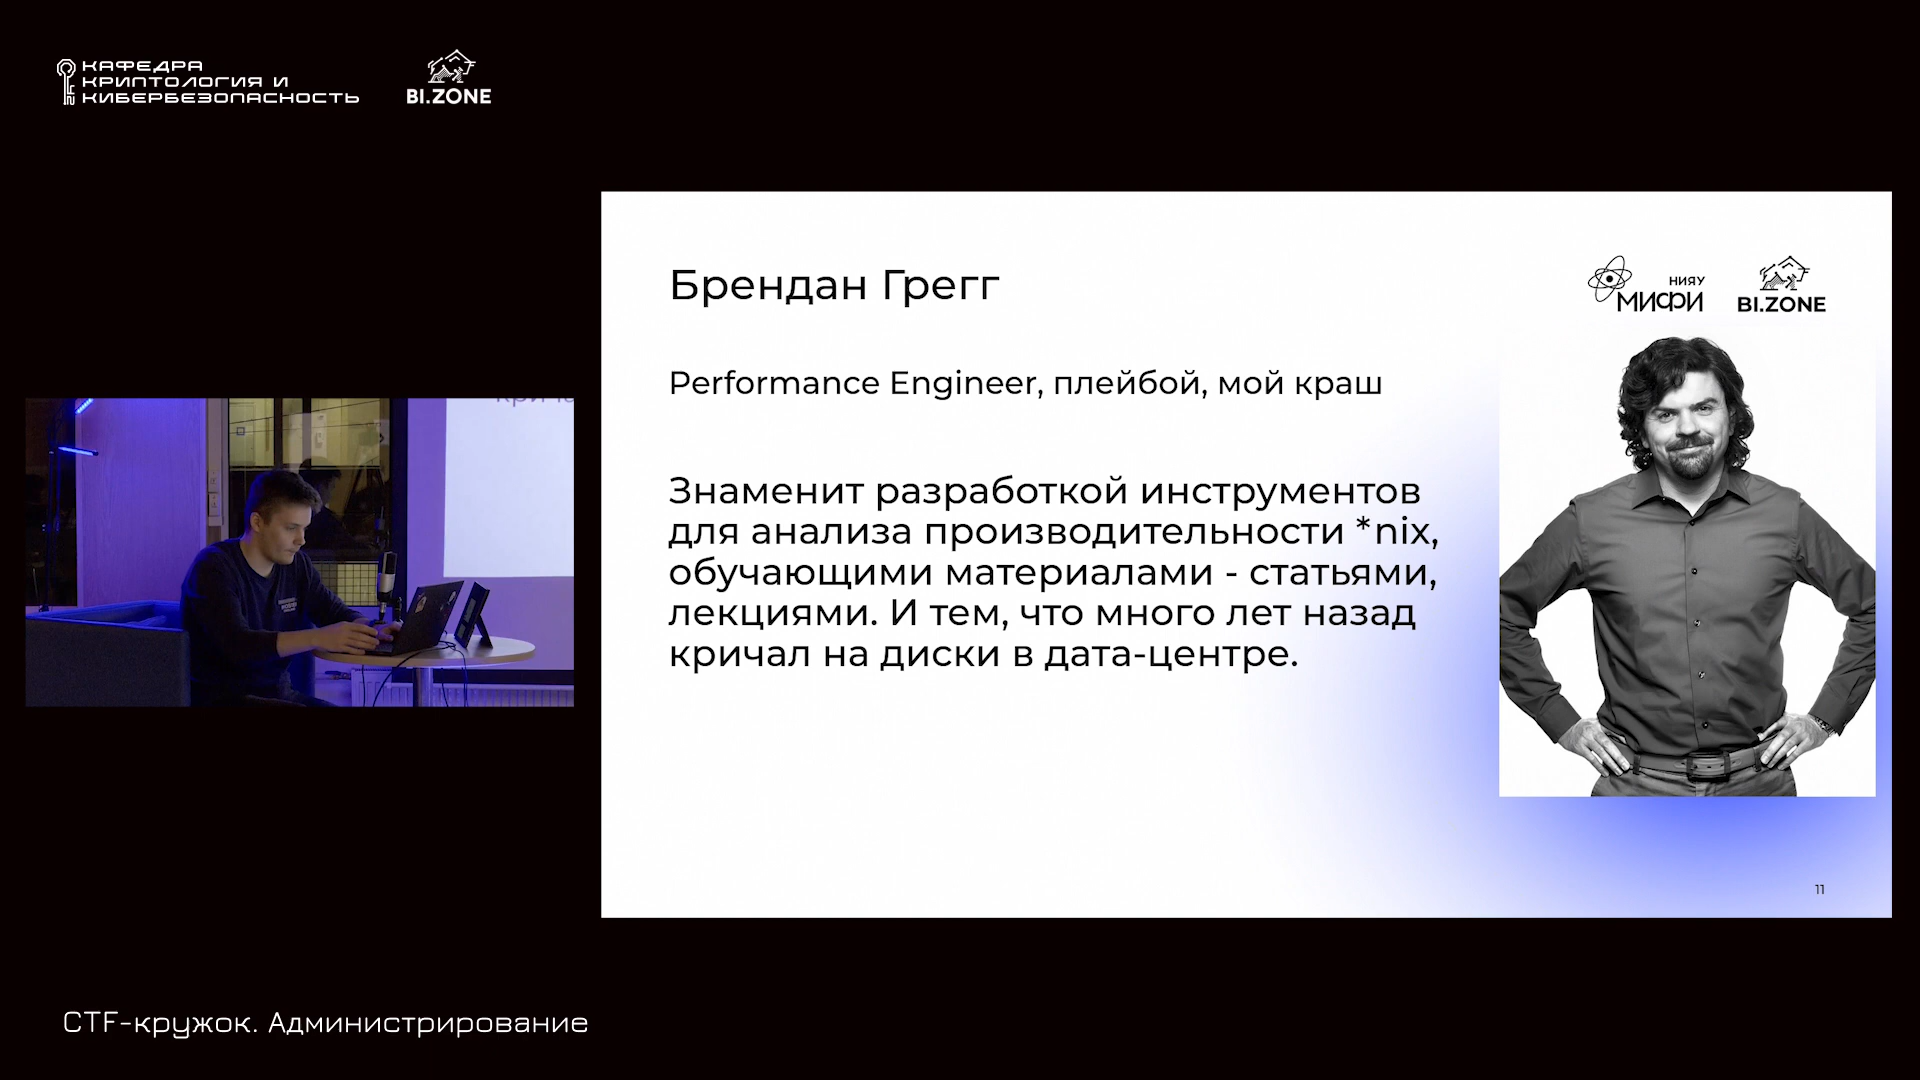 КАФЕДРА
КРИПТОЛОГИЯ И
КИБЕРБЕЗОПАСНОСТЬ
BI.ZONE
Брендан Грегг
НИЯУ
МИФИ
BI.ZONE
Performance Engineer, плейбой, мой краш
Знаменит разработкой инструментов
для анализа производительности *nix,
обучающими материалами - статьями,
лекциями. И тем, что много лет назад
кричал на диски в дата-центре.
11
CTF-кружок. Администрирование